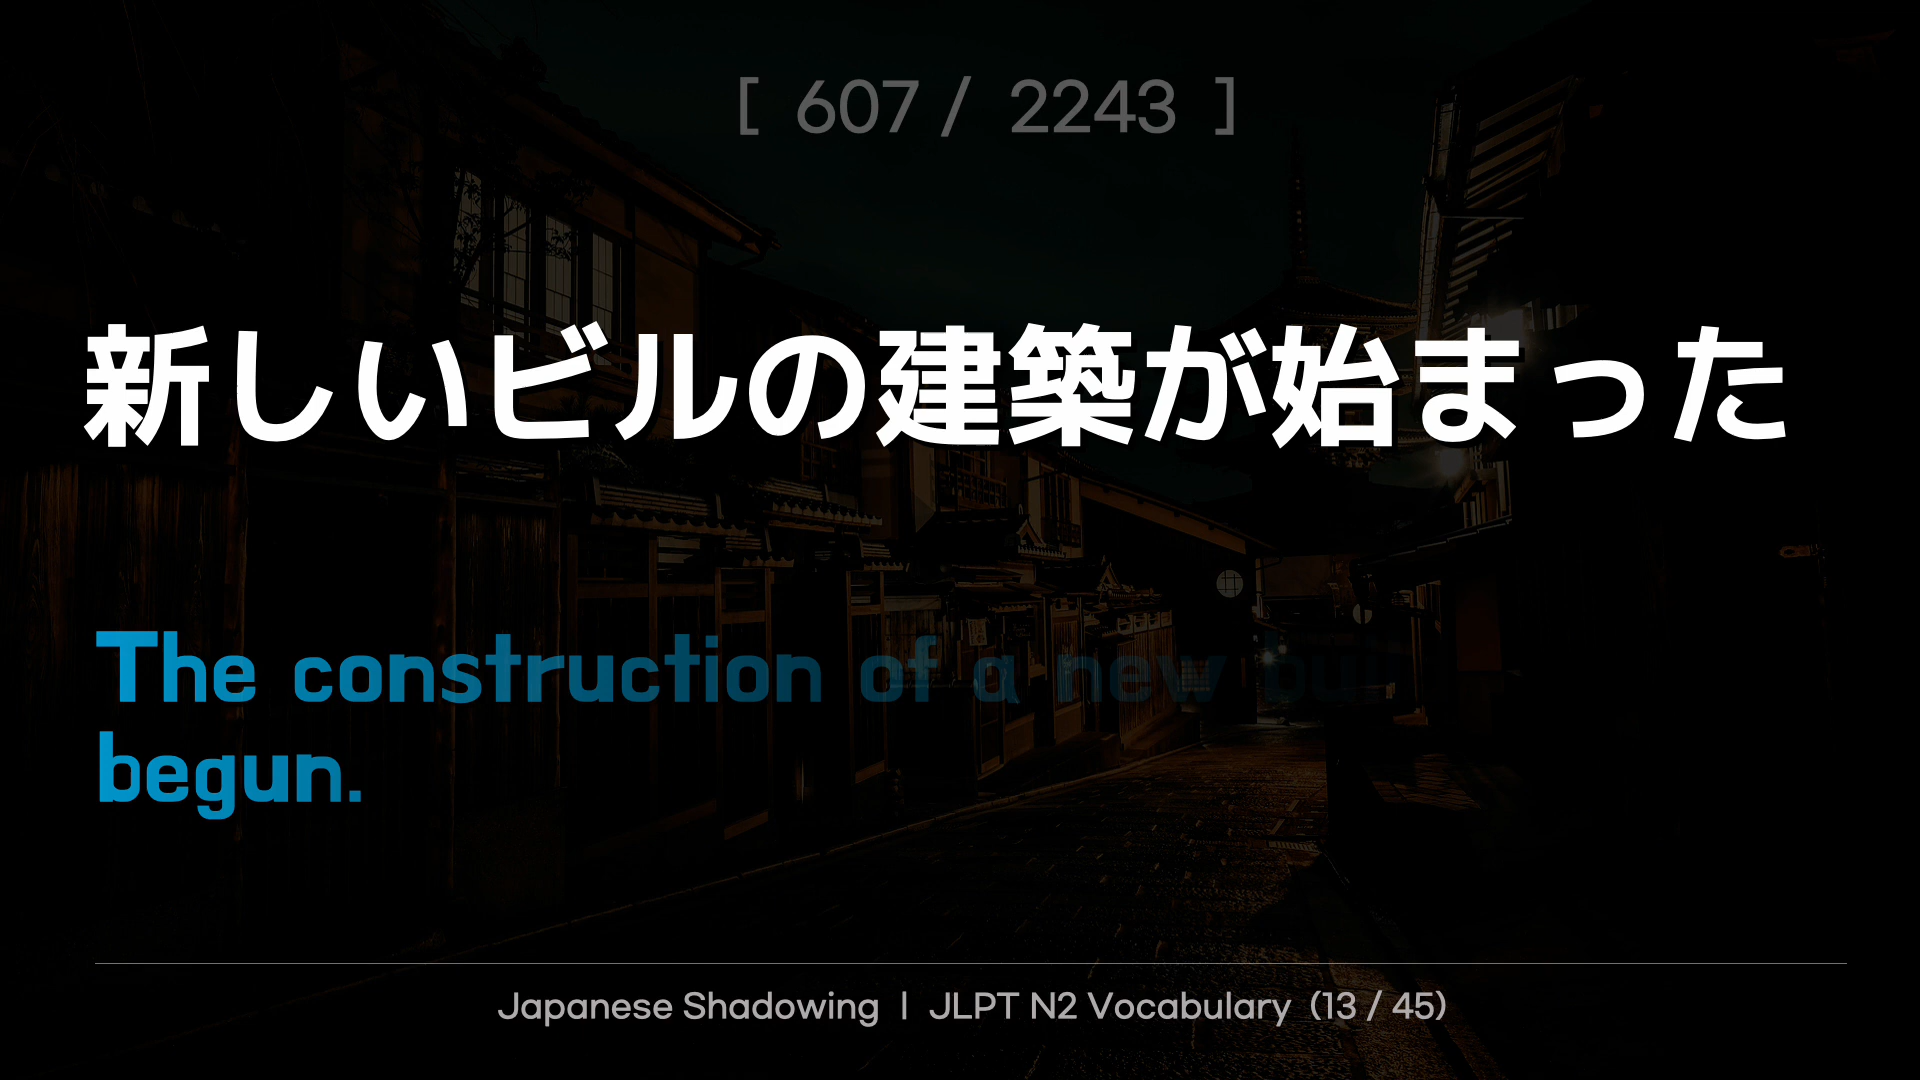 [ 607 / 2243 ]
新しいビルの建築が始まった
The construction of a new
begun.
Japanese Shadowing | JLPT N2 Vocabulary (13 / 45)